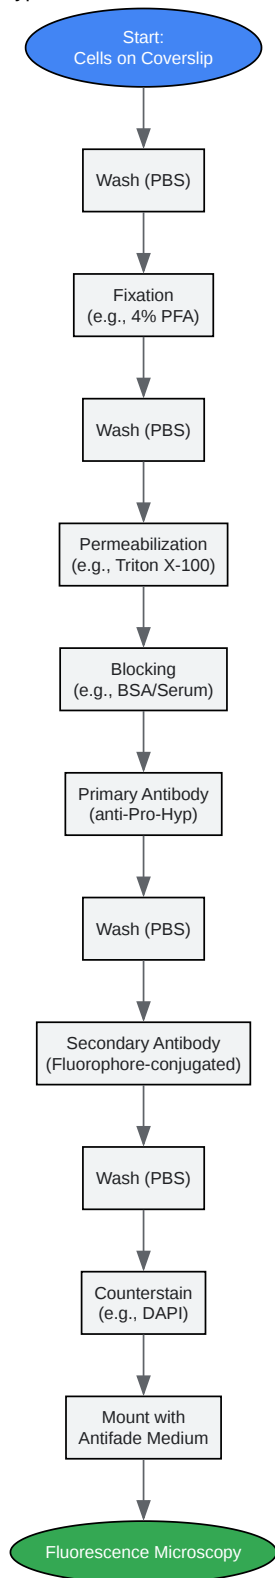 Start:
Cells on Coverslip
Wash (PBS)
Fixation
(e.g., 4% PFA)
Wash (PBS)
Permeabilization
(e.g., Triton X-100)
Blocking
(e.g., BSA/Serum)
Primary Antibody
(anti-Pro-Hyp)
Wash (PBS)
Secondary Antibody
(Fluorophore-conjugated)
Wash (PBS)
Counterstain
(e.g., DAPI)
Mount with
Antifade Medium
Fluorescence Microscopy